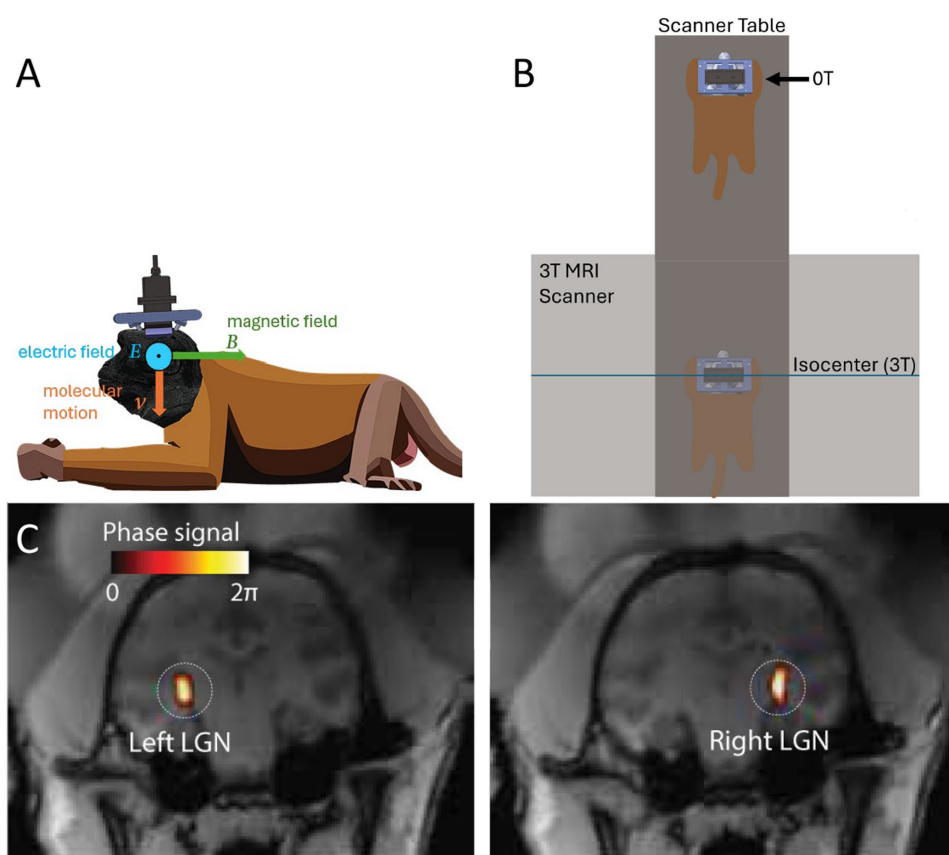 A
magnetic field
B
electric field E
molecular
motion
v
B
Scanner Table
0T
3T MRI
Scanner
Isocenter (3T)
C
Phase signal
0 2π
Left LGN
Right LGN